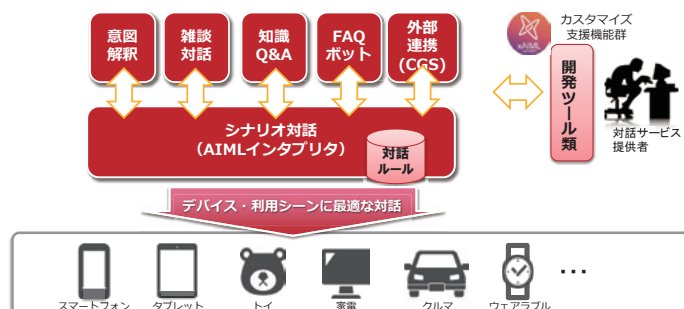 意図
解釈
雑談
対話
知識
Q&A
FAQ
ボット
外部
連携
(CGS)
xAIML
カスタマイズ
支援機能群
開発ツール類
対話サービス
提供者
シナリオ対話
（AIMLインタプリタ）
対話
ルール
デバイス・利用シーンに最適な対話
スマートフォン
タブレット
トイ
家電
クルマ
ウェアラブル
...